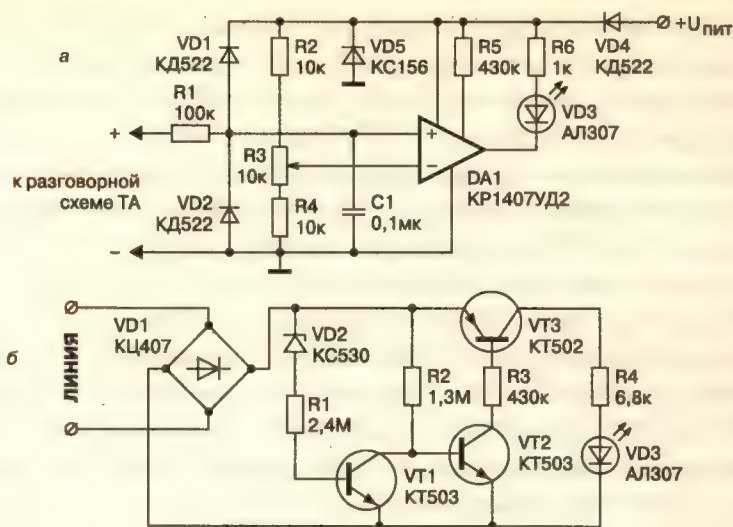 а
VD1
КД522
R1
100к
+
к разговорной
схеме ТА
VD2
КД522
–
R2
10к
R3
10к
R4
10к
VD5
КС156
C1
0,1мк
+
–
DA1
КР1407УД2
R5
430к
R6
1к
VD4
КД522
+Uпит
VD3
АЛ307
б
ЛИНИЯ
VD1
КЦ407
VD2
КС530
R1
2,4М
VT1
КТ503
R2
1,3М
VT2
КТ503
VT3
КТ502
R3
430к
R4
6,8к
VD3
АЛ307